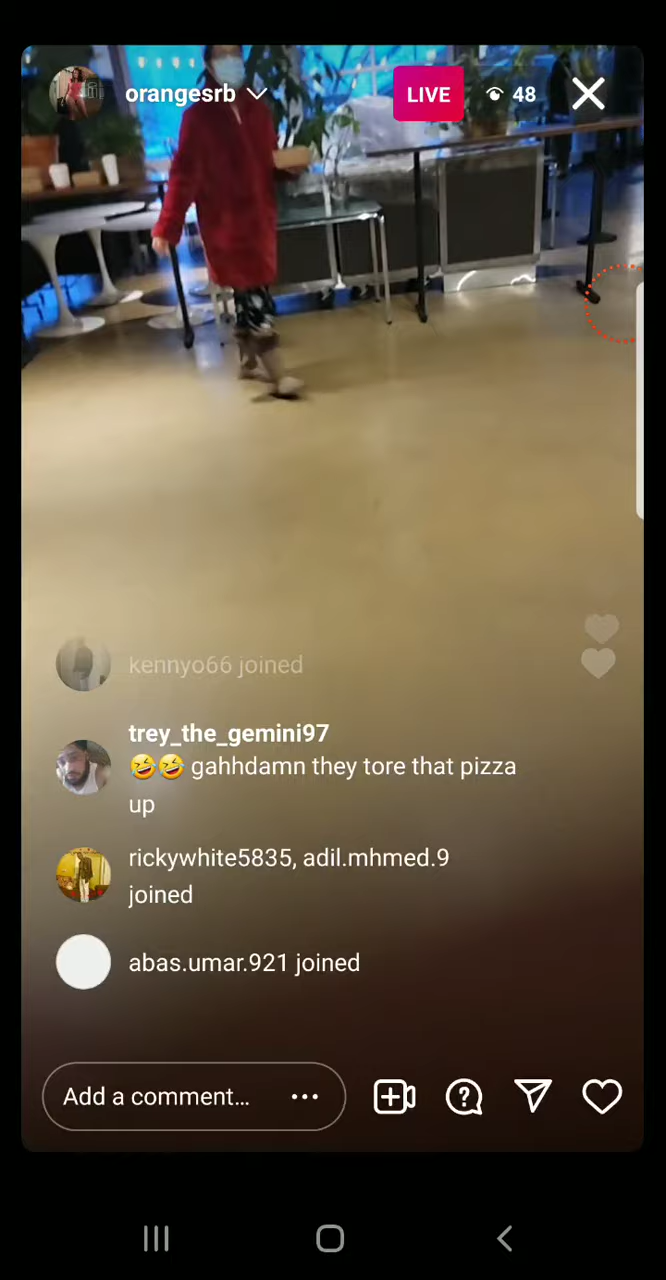 orangesrb
LIVE
48
kennyo66 joined
trey_the_gemini97
🤣🤣 gahhdamn they tore that pizza
up
rickywhite5835, adil.mhmed.9
joined
abas.umar.921 joined
Add a comment...